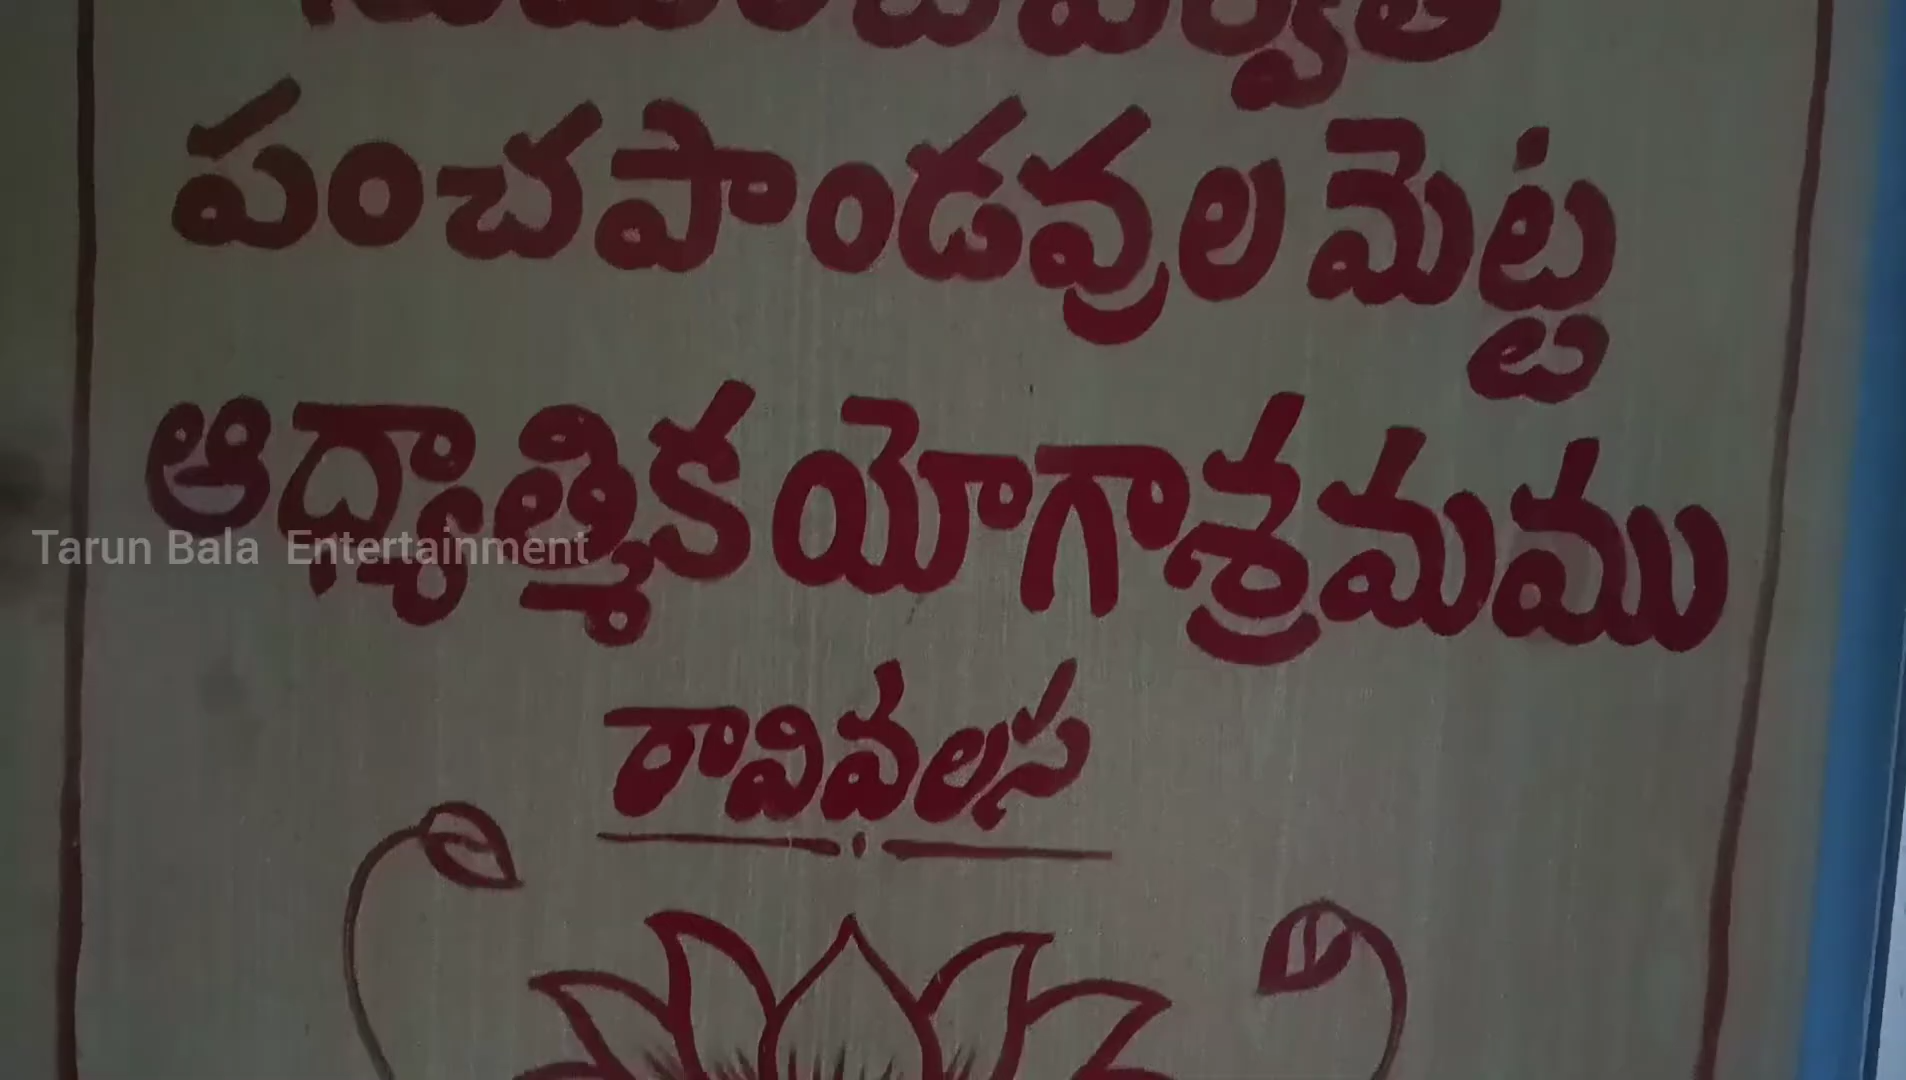 పంచపాండవుల మెట్ట
ఆధ్యాత్మిక యోగాశ్రమము
Tarun Bala Entertainment
రావివలస